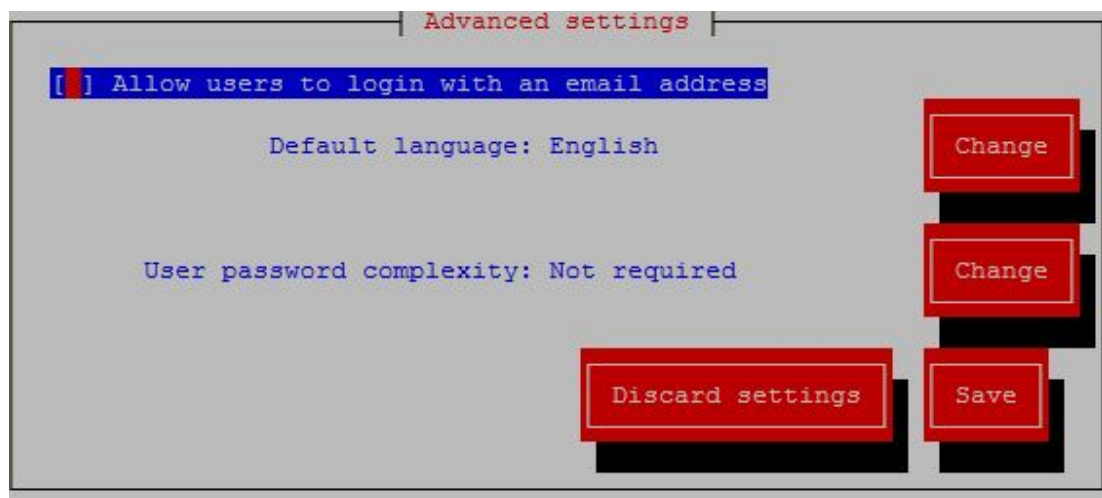 Advanced settings
[ ] Allow users to login with an email address
Default language: English
Change
User password complexity: Not required
Change
Discard settings
Save